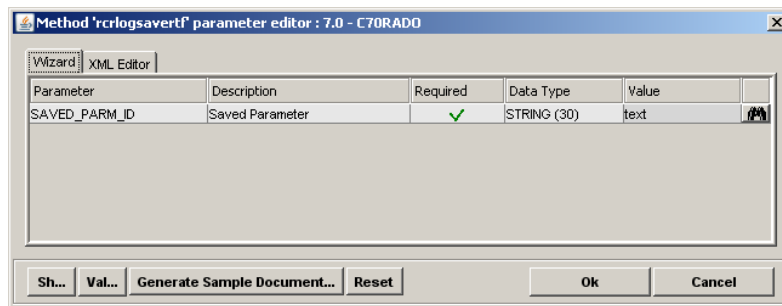 Method 'rcrlogsavertf' parameter editor : 7.0 - C70RADO
Wizard XML Editor
Parameter Description Required Data Type Value
SAVED_PARM_ID Saved Parameter STRING (30) text
Sh... Val... Generate Sample Document... Reset Ok Cancel